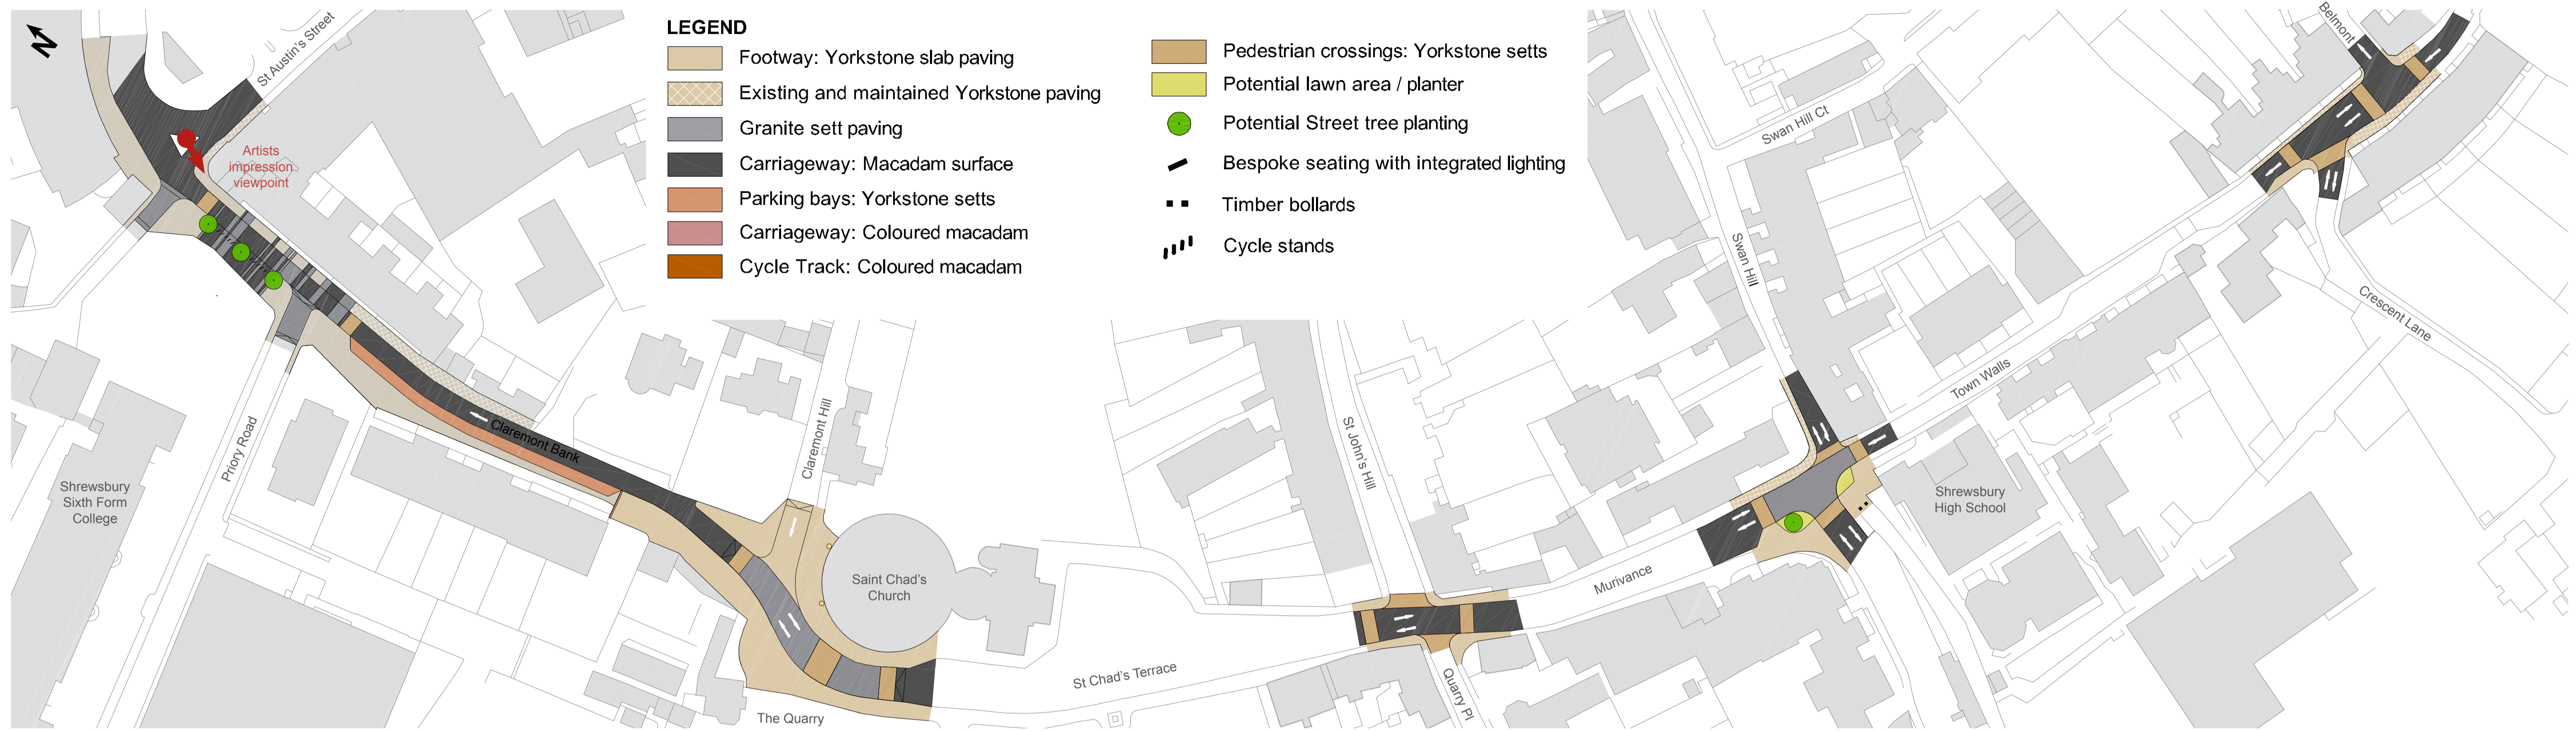 N
St Austin's Street
Artists
impression
viewpoint
LEGEND
Footway: Yorkstone slab paving
Existing and maintained Yorkstone paving
Granite sett paving
Carriageway: Macadam surface
Parking bays: Yorkstone setts
Carriageway: Coloured macadam
Cycle Track: Coloured macadam
Pedestrian crossings: Yorkstone setts
Potential lawn area / planter
Potential Street tree planting
Bespoke seating with integrated lighting
Timber bollards
Cycle stands
Priory Road
Shrewsbury
Sixth Form
College
Claremont Bank
Claremont Hill
Saint Chad's
Church
The Quarry
St Chad's Terrace
St John's Hill
Quarry Pl
Murivance
Swan Hill
Swan Hill Ct
Town Walls
Shrewsbury
High School
Belmont
Crescent Lane